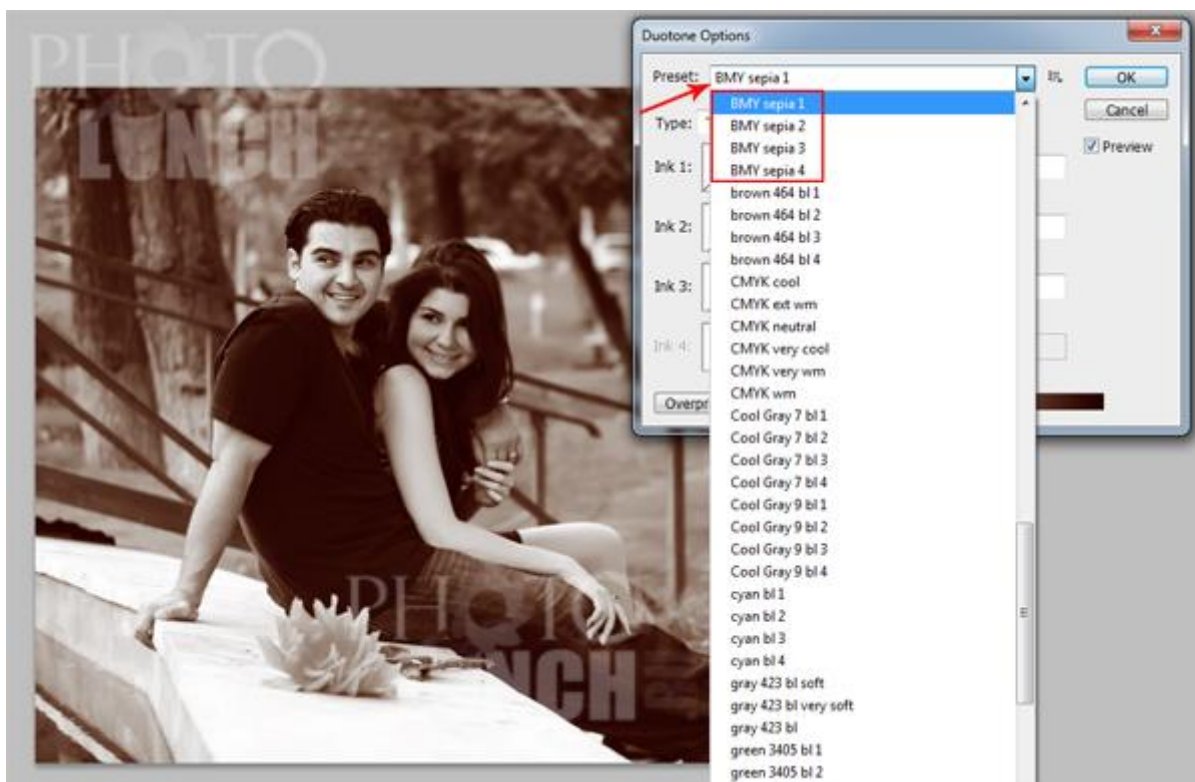 PHOTO
LUNCH
Duotone Options
Preset: BMY sepia 1 OK
BMY sepia 1 Cancel
Type: BMY sepia 2 Preview
BMY sepia 3
Ink 1: BMY sepia 4
brown 464 bl 1
brown 464 bl 2
Ink 2: brown 464 bl 3
brown 464 bl 4
Ink 3: CMYK cool
CMYK ext wm
CMYK neutral
Ink 4: CMYK very cool
CMYK very wm
CMYK wm
Overpr
Cool Gray 7 bl 1
Cool Gray 7 bl 2
Cool Gray 7 bl 3
Cool Gray 7 bl 4
Cool Gray 9 bl 1
Cool Gray 9 bl 2
Cool Gray 9 bl 3
Cool Gray 9 bl 4
cyan bl 1
cyan bl 2
cyan bl 3
cyan bl 4
gray 423 bl soft
gray 423 bl very soft
gray 423 bl
green 3405 bl 1
green 3405 bl 2
PHOTO
LUNCH